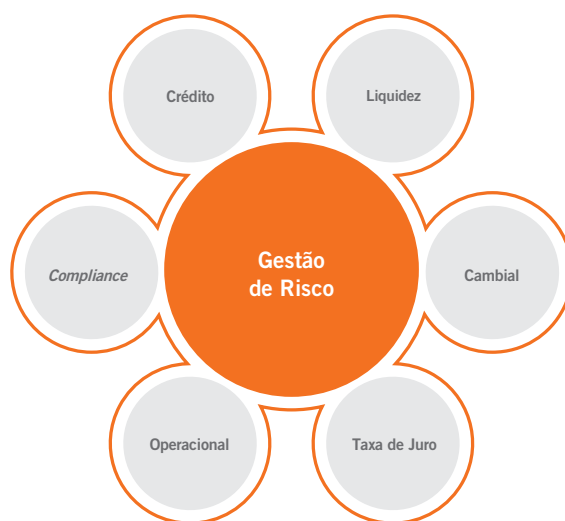 Crédito
Liquidez
Compliance
Gestão
de Risco
Cambial
Operacional
Taxa de Juro